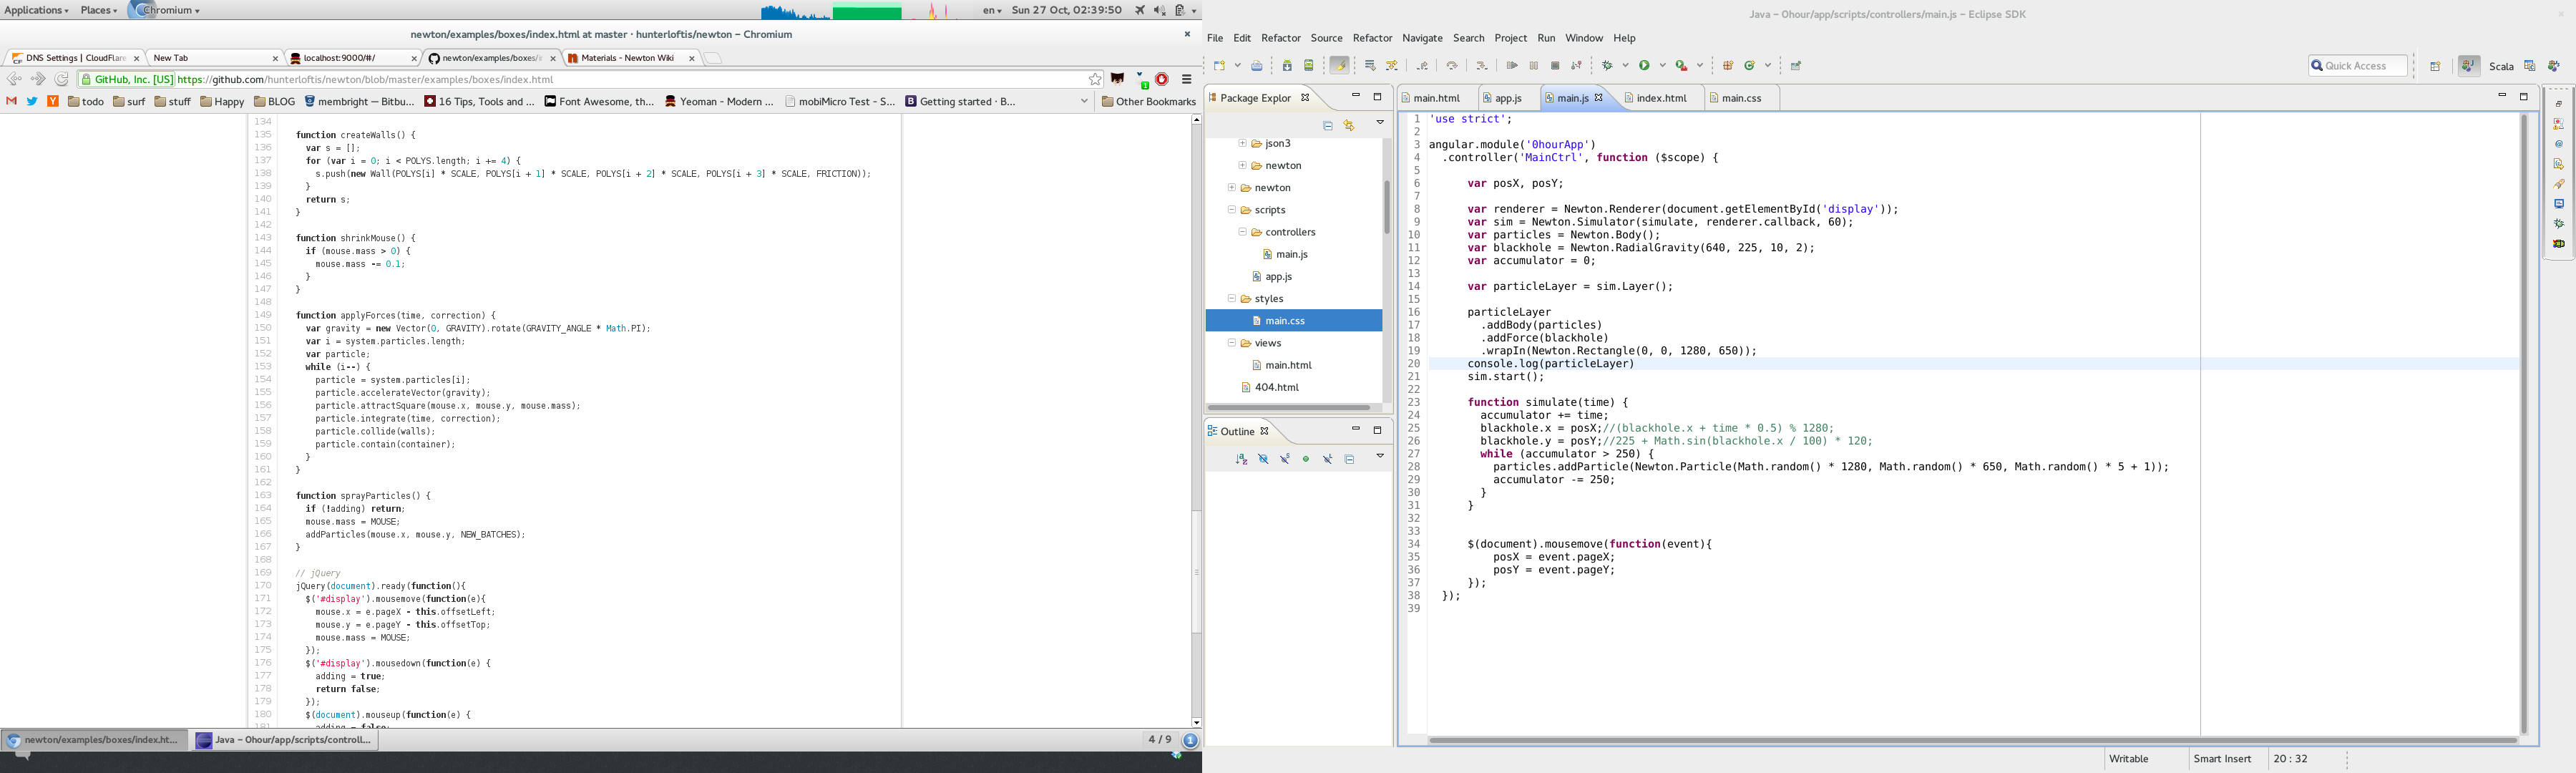 Applications Places Chromium
en Sun 27 Oct, 02:39:50
newton/examples/boxes/index.html at master · hunterloftis/newton – Chromium
DNS Settings | CloudFlare
New Tab
localhost:9000/#/
newton/examples/boxes/i
Materials - Newton Wiki
GitHub, Inc. [US] https://github.com/hunterloftis/newton/blob/master/examples/boxes/index.html
todo surf stuff Happy BLOG membright — Bitbu... 16 Tips, Tools and ... Font Awesome, th... Yeoman - Modern ... mobiMicro Test - S... Getting started · B... Other Bookmarks
134
135 function createWalls() {
136 var s = [];
137 for (var i = 0; i < POLYS.length; i += 4) {
138 s.push(new Wall(POLYS[i] * SCALE, POLYS[i + 1] * SCALE, POLYS[i + 2] * SCALE, POLYS[i + 3] * SCALE, FRICTION));
139 }
140 return s;
141 }
142
143 function shrinkMouse() {
144 if (mouse.mass > 0) {
145 mouse.mass -= 0.1;
146 }
147 }
148
149 function applyForces(time, correction) {
150 var gravity = new Vector(0, GRAVITY).rotate(GRAVITY_ANGLE * Math.PI);
151 var i = system.particles.length;
152 var particle;
153 while (i--) {
154 particle = system.particles[i];
155 particle.accelerateVector(gravity);
156 particle.attractSquare(mouse.x, mouse.y, mouse.mass);
157 particle.integrate(time, correction);
158 particle.collide(walls);
159 particle.contain(container);
160 }
161 }
162
163 function sprayParticles() {
164 if (!adding) return;
165 mouse.mass = MOUSE;
166 addParticles(mouse.x, mouse.y, NEW_BATCHES);
167 }
168
169 // jQuery
170 jQuery(document).ready(function(){
171 $('#display').mousemove(function(e){
172 mouse.x = e.pageX - this.offsetLeft;
173 mouse.y = e.pageY - this.offsetTop;
174 mouse.mass = MOUSE;
175 });
176 $('#display').mousedown(function(e) {
177 adding = true;
178 return false;
179 });
180 $(document).mouseup(function(e) {
181 adding = false;
newton/examples/boxes/index.ht...
Java – 0hour/app/scripts/controll...
4 / 9
1
Java – 0hour/app/scripts/controllers/main.js – Eclipse SDK
File Edit Refactor Source Refactor Navigate Search Project Run Window Help
Quick Access
Scala
Package Explor
json3
newton
newton
scripts
controllers
main.js
app.js
styles
main.css
views
main.html
404.html
Outline
main.html
app.js
main.js
index.html
main.css
1 'use strict';
2
3 angular.module('0hourApp')
4 .controller('MainCtrl', function ($scope) {
5
6 var posX, posY;
7
8 var renderer = Newton.Renderer(document.getElementById('display'));
9 var sim = Newton.Simulator(simulate, renderer.callback, 60);
10 var particles = Newton.Body();
11 var blackhole = Newton.RadialGravity(640, 225, 10, 2);
12 var accumulator = 0;
13
14 var particleLayer = sim.Layer();
15
16 particleLayer
17 .addBody(particles)
18 .addForce(blackhole)
19 .wrapIn(Newton.Rectangle(0, 0, 1280, 650));
20 console.log(particleLayer)
21 sim.start();
22
23 function simulate(time) {
24 accumulator += time;
25 blackhole.x = posX;//(blackhole.x + time * 0.5) % 1280;
26 blackhole.y = posY;//225 + Math.sin(blackhole.x / 100) * 120;
27 while (accumulator > 250) {
28 particles.addParticle(Newton.Particle(Math.random() * 1280, Math.random() * 650, Math.random() * 5 + 1));
29 accumulator -= 250;
30 }
31 }
32
33
34 $(document).mousemove(function(event){
35 posX = event.pageX;
36 posY = event.pageY;
37 });
38 });
39
Writable
Smart Insert
20 : 32